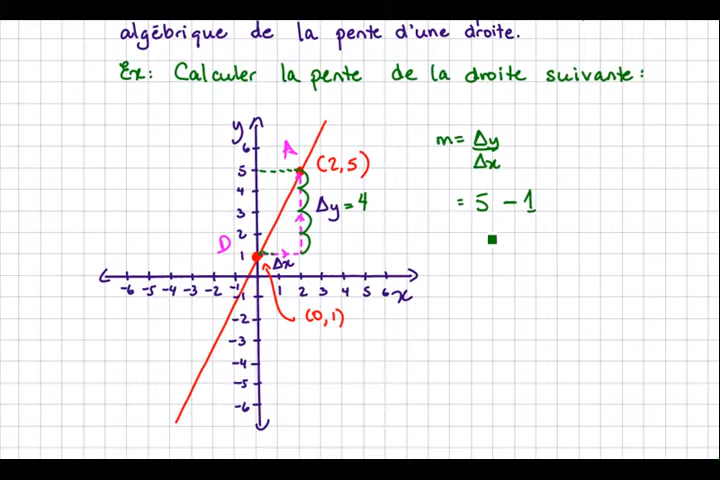 algébrique de la pente d'une droite.
Ex: Calculer la pente de la droite suivante:
y
6
5
4
3
2
1
-1
-2
-3
-4
-5
-6
-6 -5 -4 -3 -2 -1 1 2 3 4 5 6 x
A
(2,5)
Δy = 4
D
Δx
(0,1)
m = Δy
Δx
= 5 - 1